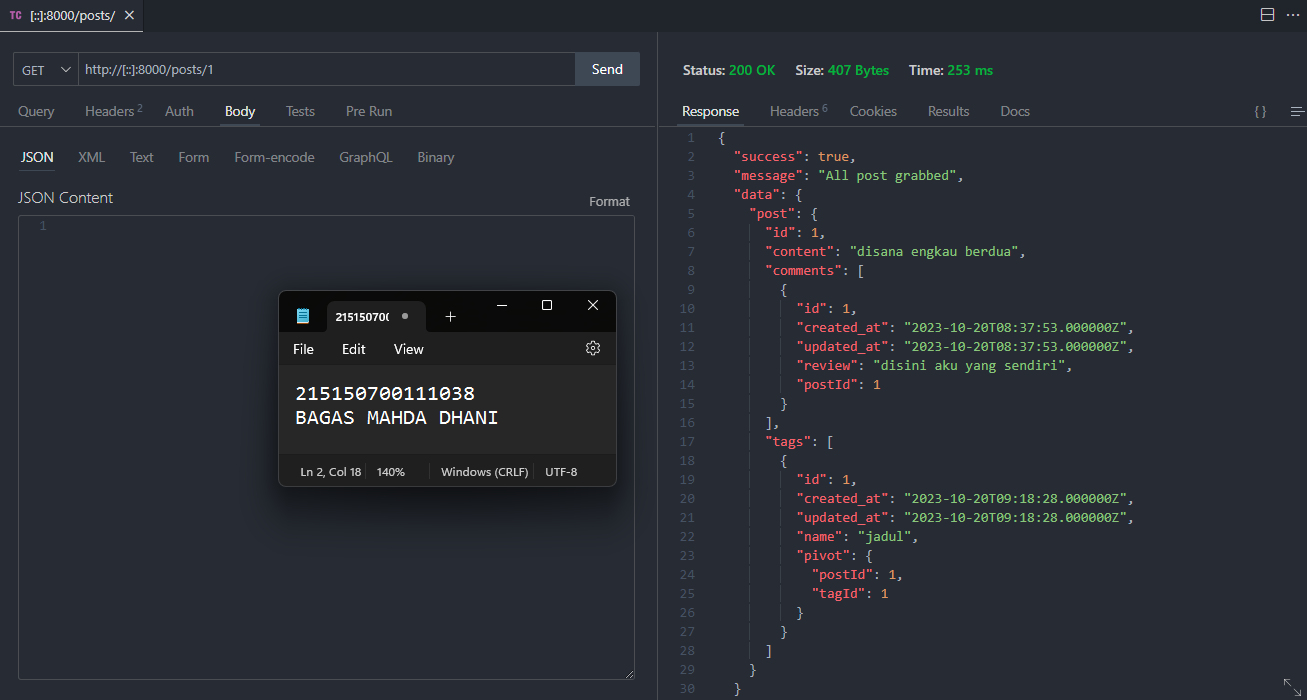 TC [::]:8000/posts/
GET http://[::]:8000/posts/1 Send
Query Headers 2 Auth Body Tests Pre Run
JSON XML Text Form Form-encode GraphQL Binary
JSON Content Format
1
215150700
File Edit View
215150700111038
BAGAS MAHDA DHANI
Ln 2, Col 18 140% Windows (CRLF) UTF-8
Status: 200 OK Size: 407 Bytes Time: 253 ms
Response Headers 6 Cookies Results Docs {}
1 {
2 "success": true,
3 "message": "All post grabbed",
4 "data": {
5 "post": {
6 "id": 1,
7 "content": "disana engkau berdua",
8 "comments": [
9 {
10 "id": 1,
11 "created_at": "2023-10-20T08:37:53.000000Z",
12 "updated_at": "2023-10-20T08:37:53.000000Z",
13 "review": "disini aku yang sendiri",
14 "postId": 1
15 }
16 ],
17 "tags": [
18 {
19 "id": 1,
20 "created_at": "2023-10-20T09:18:28.000000Z",
21 "updated_at": "2023-10-20T09:18:28.000000Z",
22 "name": "jadul",
23 "pivot": {
24 "postId": 1,
25 "tagId": 1
26 }
27 }
28 ]
29 }
30 }